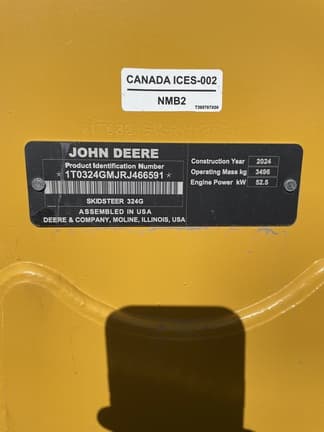 CANADA ICES-002
NMB2
JOHN DEERE
Product Identification Number
*1T0324GMJRJ466591*
SKIDSTEER 324G
ASSEMBLED IN USA
DEERE & COMPANY, MOLINE, ILLINOIS, USA
Construction Year 2024
Operating Mass kg 3496
Engine Power kW 52.5